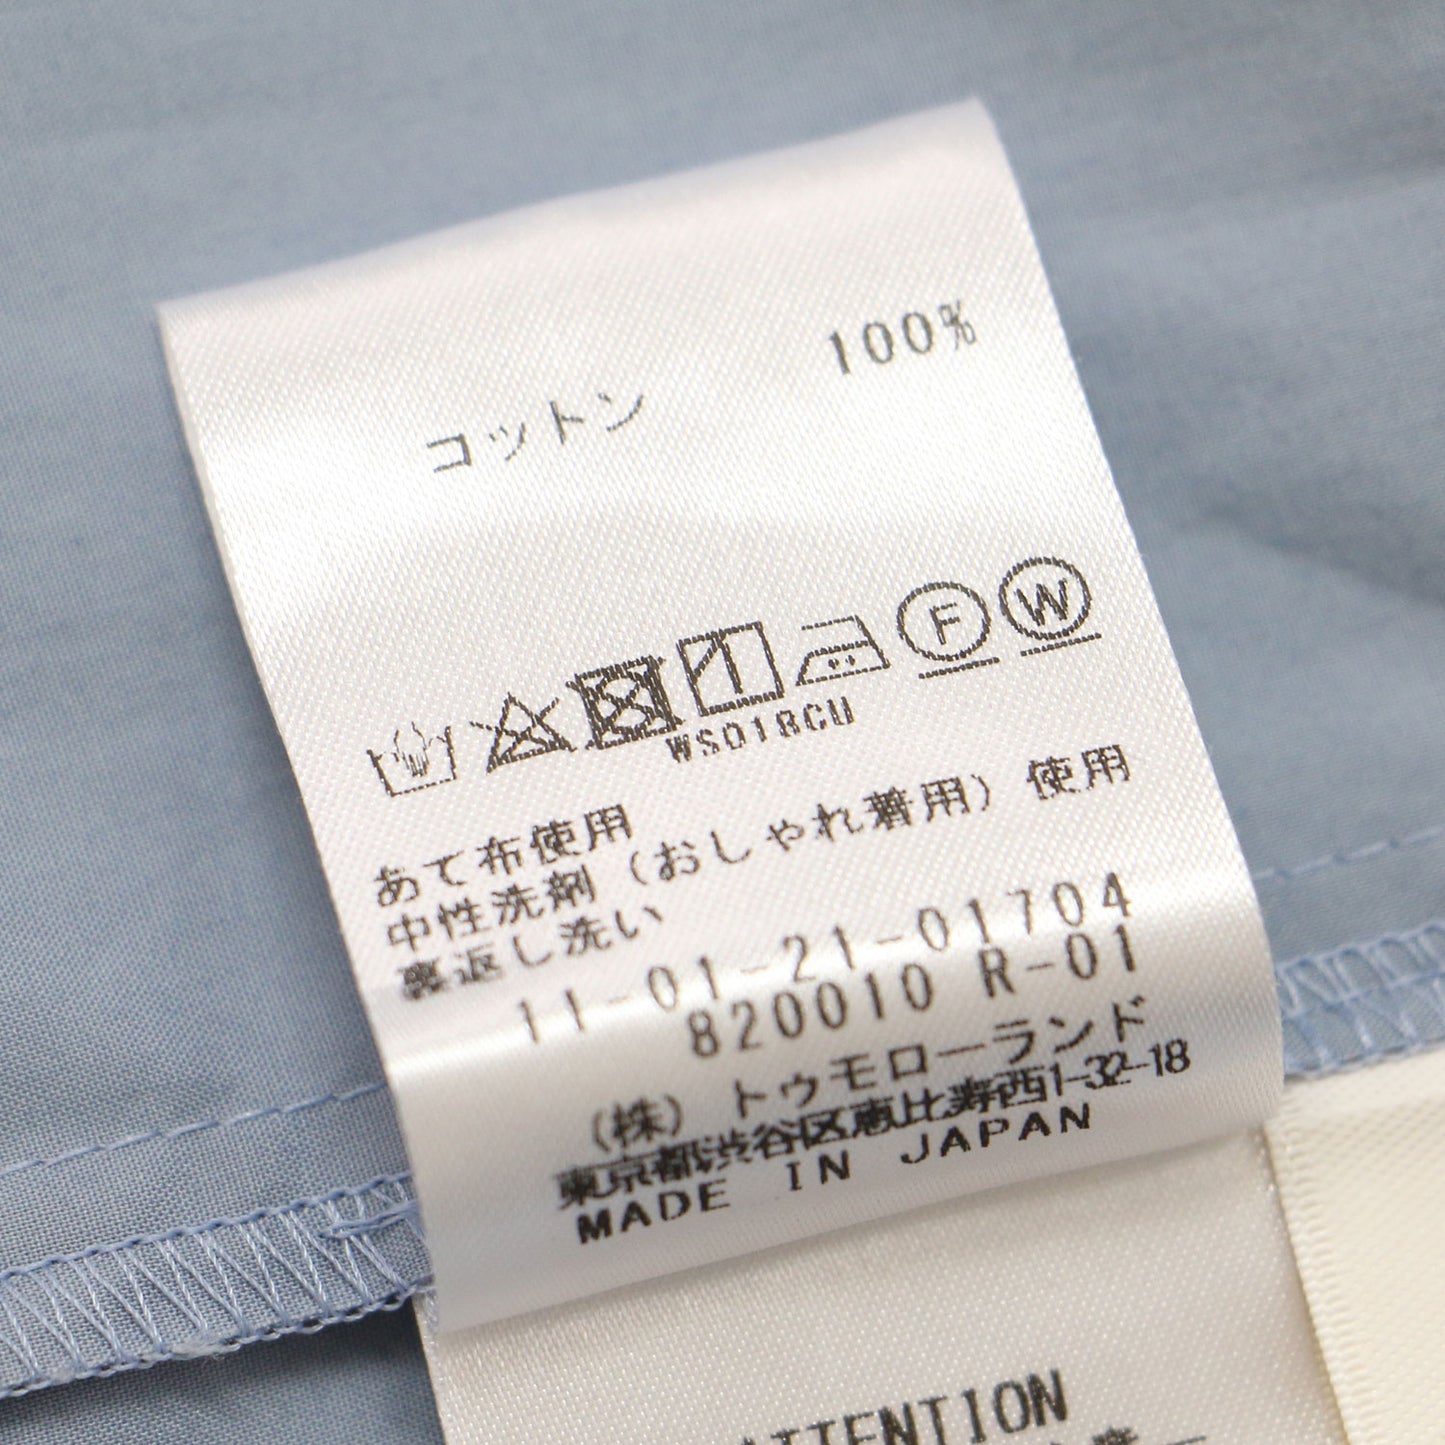 コットン 100%
F W
WS01BCU
あて布使用
中性洗剤（おしゃれ着用）使用
裏返し洗い
11-01-21-01704
820010 R-01
（株）トゥモローランド
東京都渋谷区恵比寿西1-32-18
MADE IN JAPAN
ATTENTION